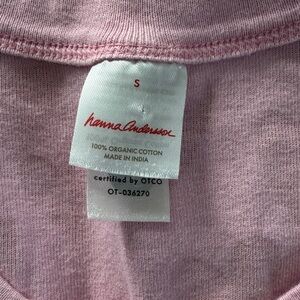 S
hanna andersson
100% ORGANIC COTTON
MADE IN INDIA
certified by OTCO
OT-036270